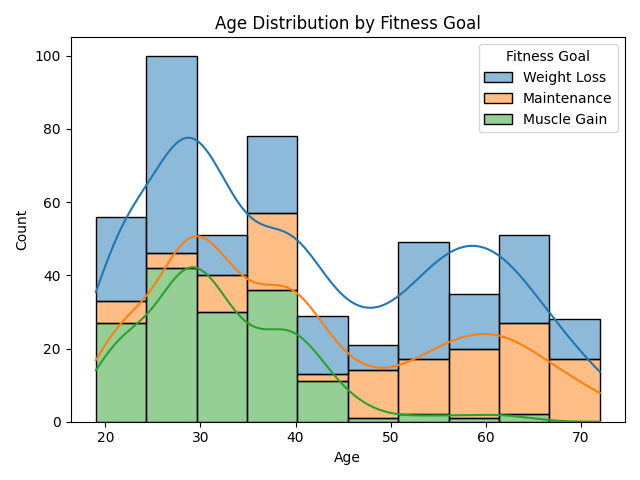 Age Distribution by Fitness Goal
Fitness Goal
Weight Loss
Maintenance
Muscle Gain
Count
100
80
60
40
20
0
20 30 40 50 60 70
Age